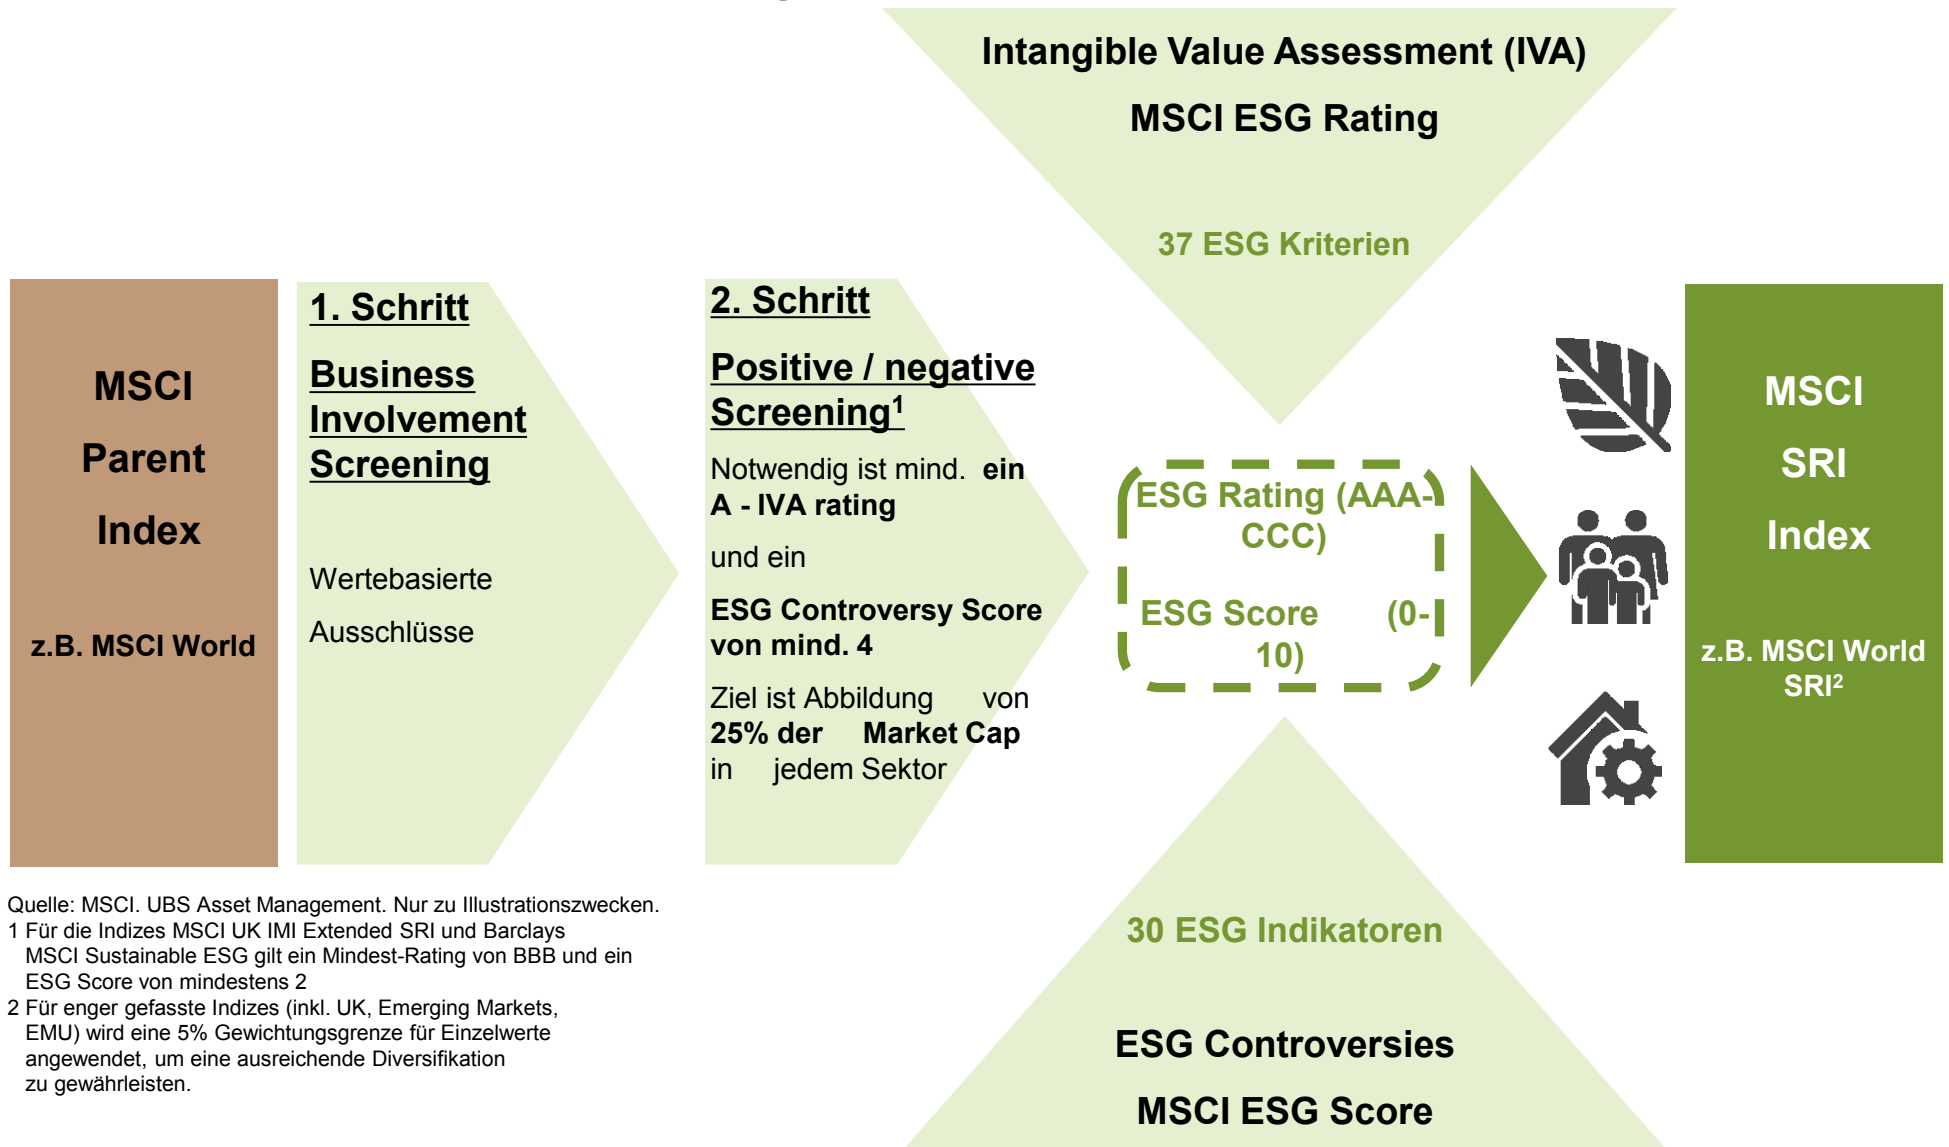 Intangible Value Assessment (IVA)
MSCI ESG Rating
37 ESG Kriterien
MSCI
Parent
Index
z.B. MSCI World
1. Schritt
Business
Involvement
Screening
Wertebasierte
Ausschlüsse
2. Schritt
Positive / negative
Screening¹
Notwendig ist mind. ein
A - IVA rating
und ein
ESG Controversy Score
von mind. 4
Ziel ist Abbildung von
25% der Market Cap
in jedem Sektor
ESG Rating (AAA-
CCC)
ESG Score (0-
10)
MSCI
SRI
Index
z.B. MSCI World
SRI²
30 ESG Indikatoren
ESG Controversies
MSCI ESG Score
Quelle: MSCI. UBS Asset Management. Nur zu Illustrationszwecken.
1 Für die Indizes MSCI UK IMI Extended SRI und Barclays
MSCI Sustainable ESG gilt ein Mindest-Rating von BBB und ein
ESG Score von mindestens 2
2 Für enger gefasste Indizes (inkl. UK, Emerging Markets,
EMU) wird eine 5% Gewichtungsgrenze für Einzelwerte
angewendet, um eine ausreichende Diversifikation
zu gewährleisten.